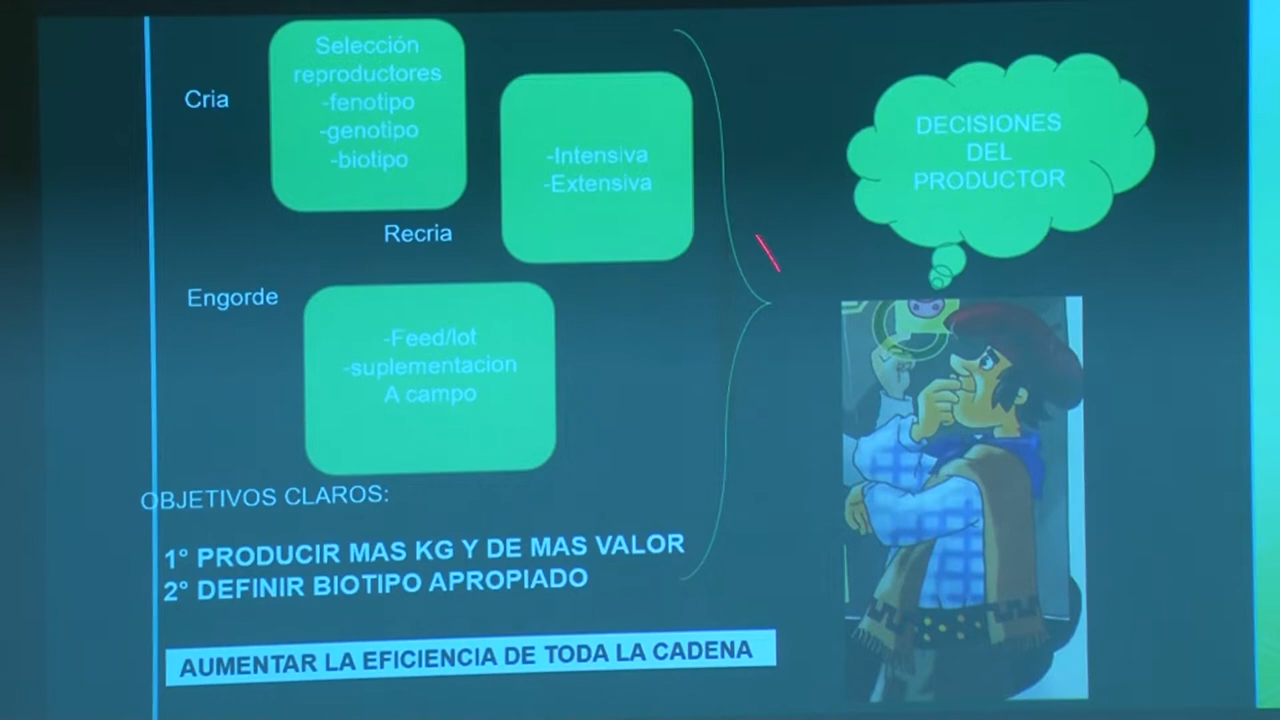 Cria
Selección
reproductores
-fenotipo
-genotipo
-biotipo
Recria
-Intensiva
-Extensiva
Engorde
-Feed/lot
-suplementacion
A campo
DECISIONES
DEL
PRODUCTOR
OBJETIVOS CLAROS:
1° PRODUCIR MAS KG Y DE MAS VALOR
2° DEFINIR BIOTIPO APROPIADO
AUMENTAR LA EFICIENCIA DE TODA LA CADENA